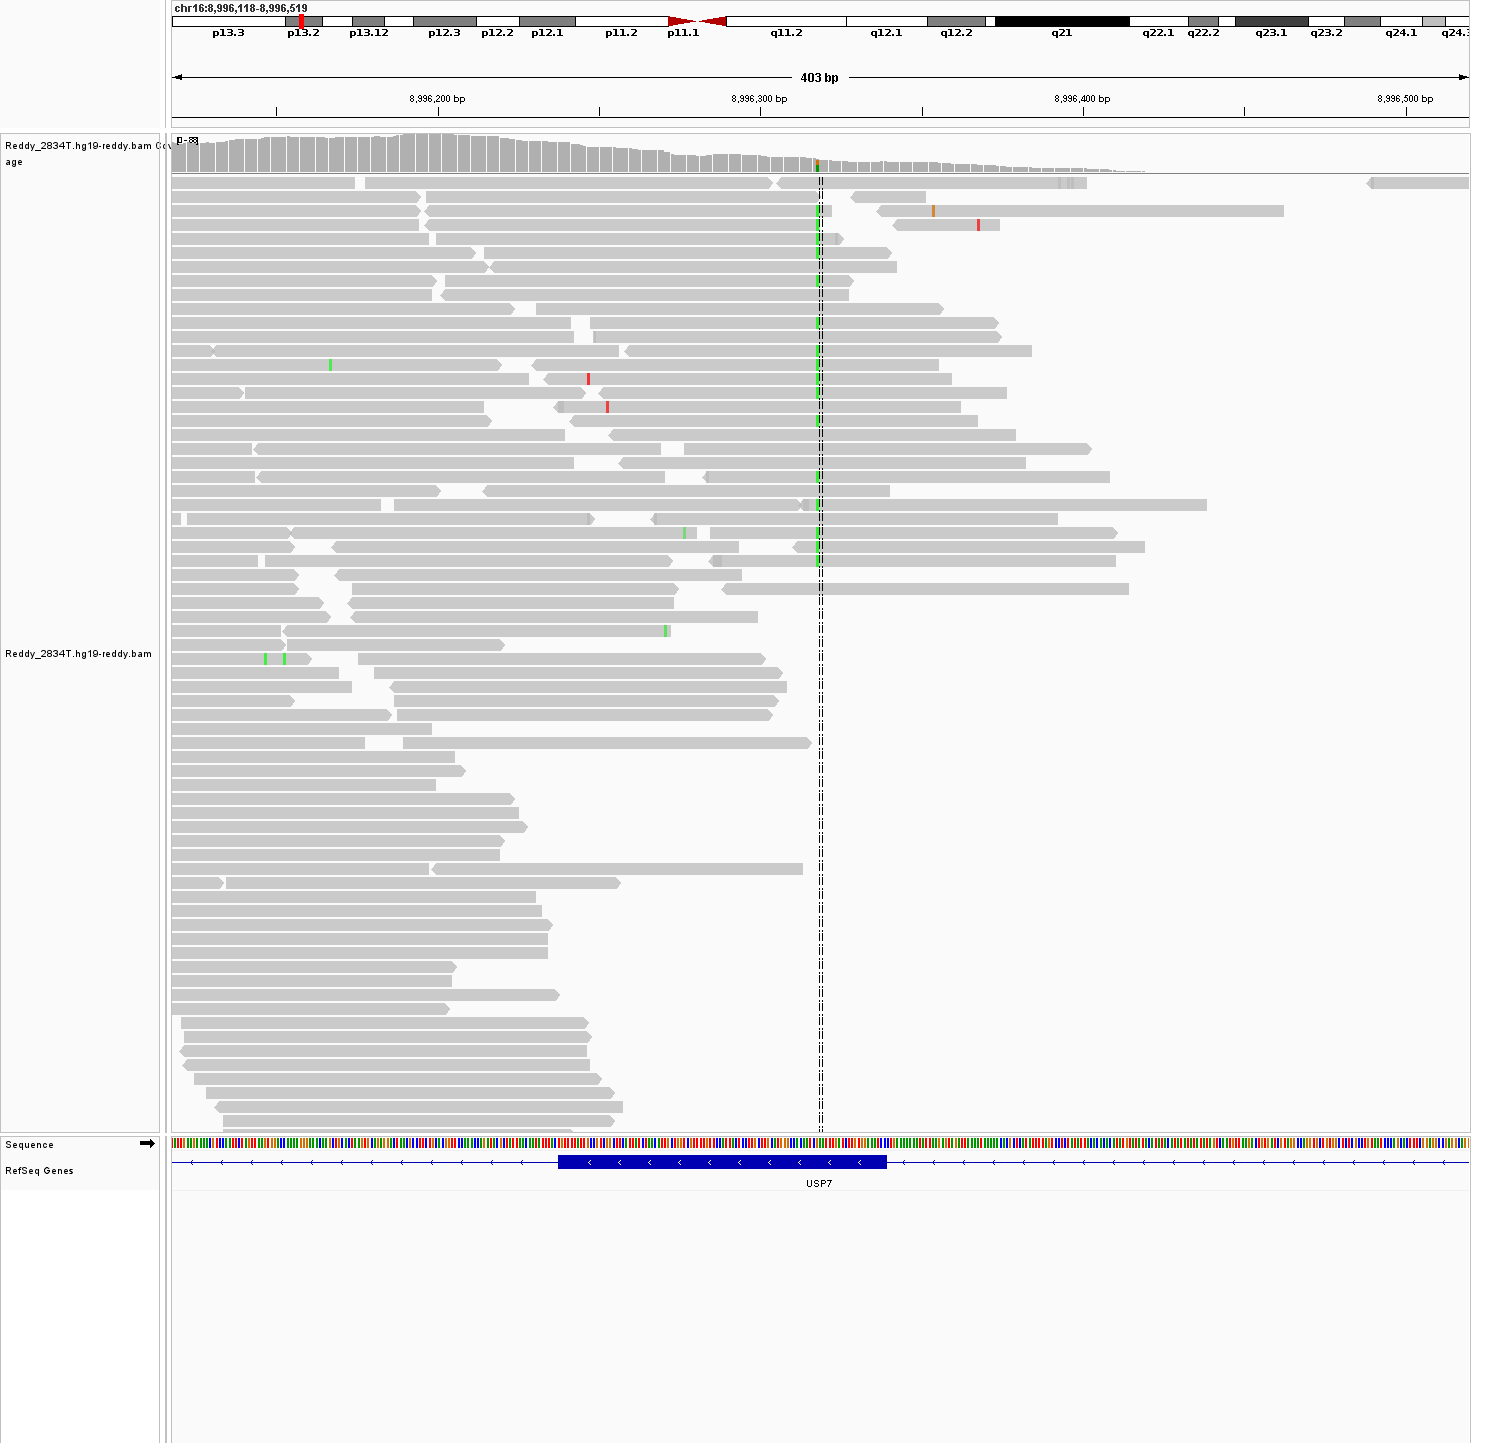 chr16:8,996,118-8,996,519
p13.3 p13.2 p13.12 p12.3 p12.2 p12.1 p11.2 p11.1 q11.2 q12.1 q12.2 q21 q22.1 q22.2 q23.1 q23.2 q24.1 q24.3
403 bp
8,996,200 bp 8,996,300 bp 8,996,400 bp 8,996,500 bp
Reddy_2834T.hg19-reddy.bam Cov
age
Reddy_2834T.hg19-reddy.bam
Sequence
RefSeq Genes
USP7